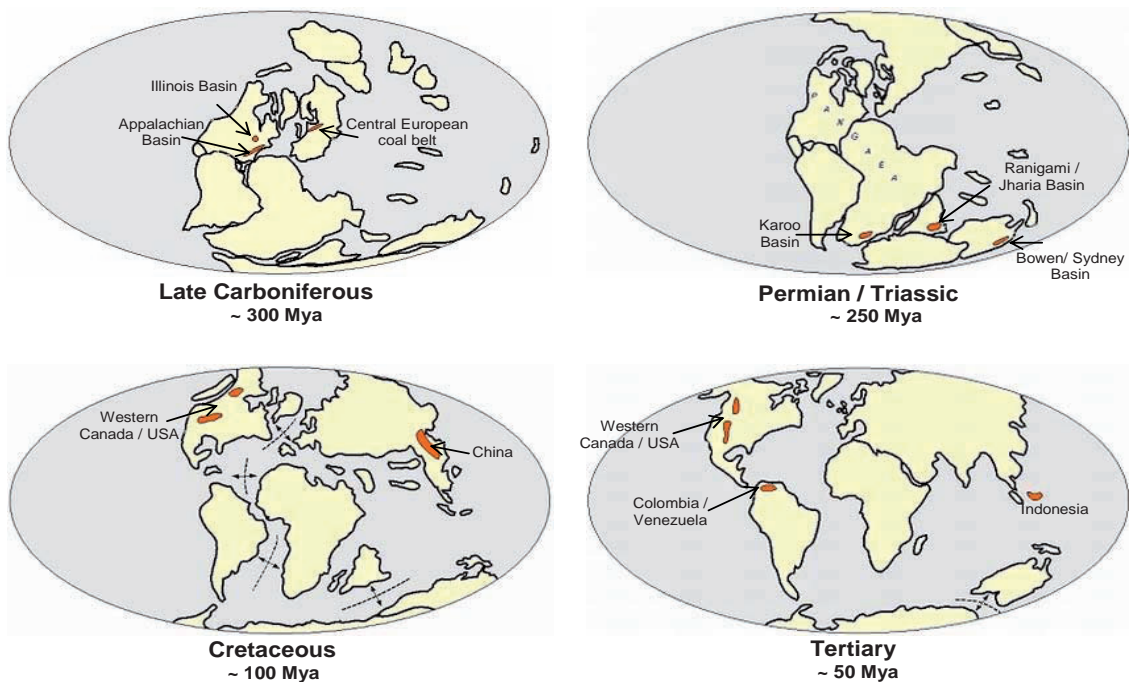 Illinois Basin
Appalachian
Basin
Central European
coal belt
Late Carboniferous
~ 300 Mya
PANGAEA
Ranigami /
Jharia Basin
Karoo
Basin
Bowen/ Sydney
Basin
Permian / Triassic
~ 250 Mya
Western
Canada / USA
China
Cretaceous
~ 100 Mya
Western
Canada / USA
Colombia /
Venezuela
Indonesia
Tertiary
~ 50 Mya